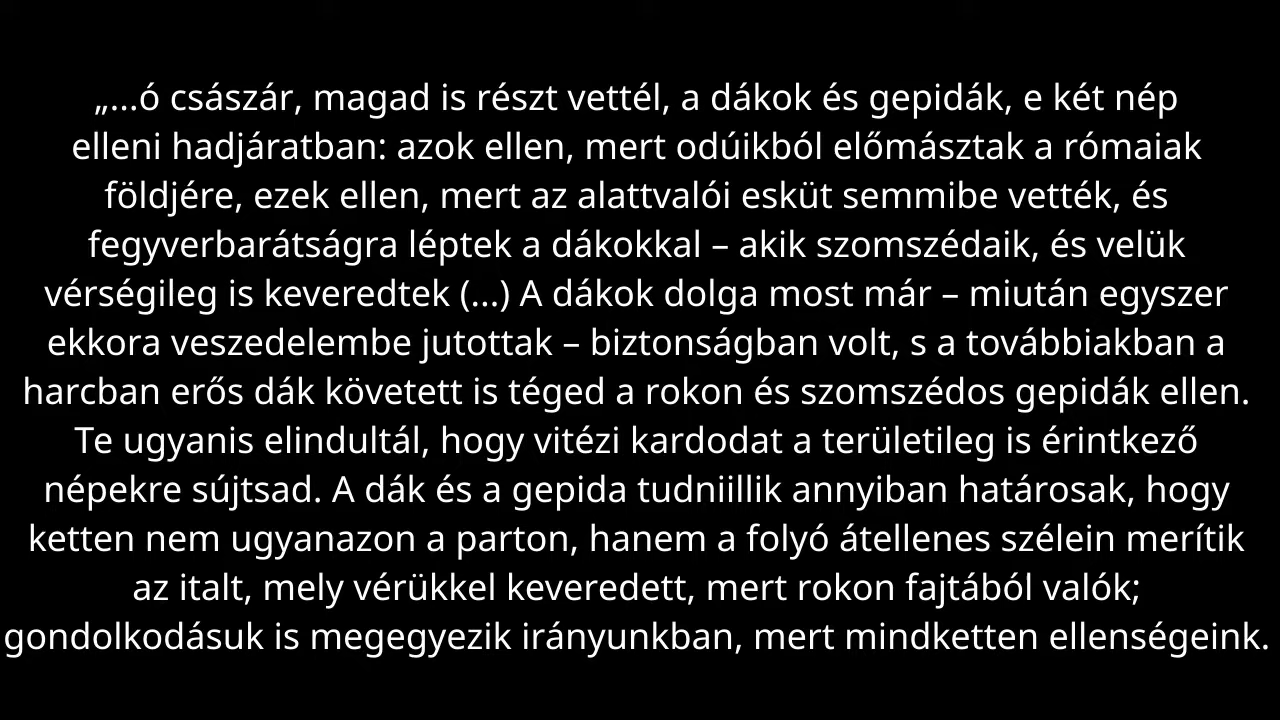 „...ó császár, magad is részt vettél, a dákok és gepidák, e két nép
elleni hadjáratban: azok ellen, mert odúikból előmásztak a rómaiak
földjére, ezek ellen, mert az alattvalói esküt semmibe vették, és
fegyverbarátságra léptek a dákokkal – akik szomszédaik, és velük
vérségileg is keveredtek (...) A dákok dolga most már – miután egyszer
ekkora veszedelembe jutottak – biztonságban volt, s a továbbiakban a
harcban erős dák követett is téged a rokon és szomszédos gepidák ellen.
Te ugyanis elindultál, hogy vitézi kardodat a területileg is érintkező
népekre sújtsad. A dák és a gepida tudniillik annyiban határosak, hogy
ketten nem ugyanazon a parton, hanem a folyó átellenes szélein merítik
az italt, mely vérükkel keveredett, mert rokon fajtából valók;
gondolkodásuk is megegyezik irányunkban, mert mindketten ellenségeink.